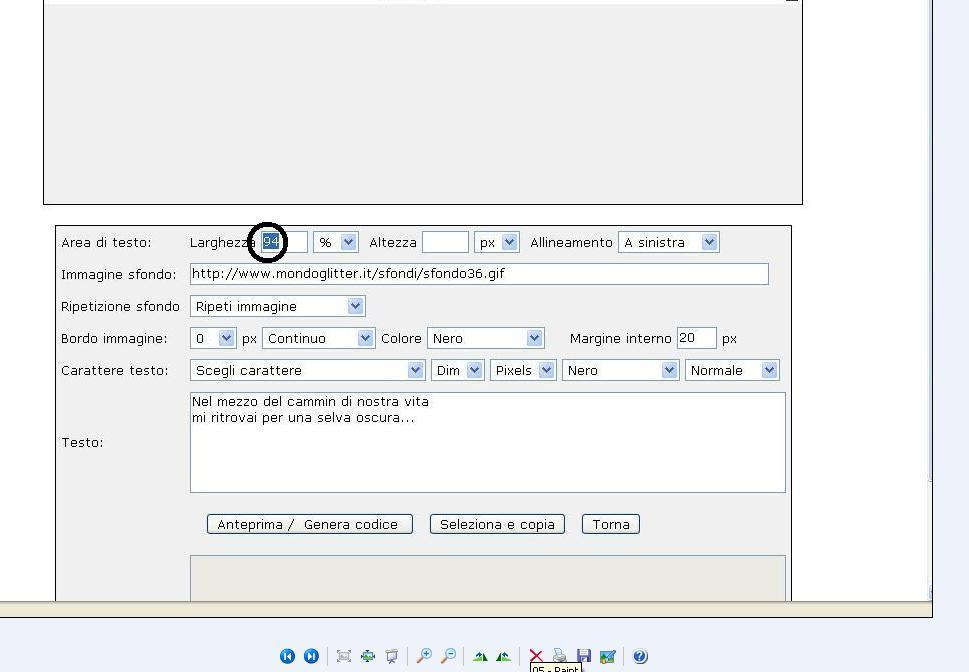 Area di testo: Larghezza 94 % Altezza px Allineamento A sinistra
Immagine sfondo: http://www.mondoglitter.it/sfondi/sfondo36.gif
Ripetizione sfondo Ripeti immagine
Bordo immagine: 0 px Continuo Colore Nero Margine interno 20 px
Carattere testo: Scegli carattere Dim Pixels Nero Normale
Nel mezzo del cammin di nostra vita
mi ritrovai per una selva oscura...
Testo:
Anteprima / Genera codice Seleziona e copia Torna
05 - Paint